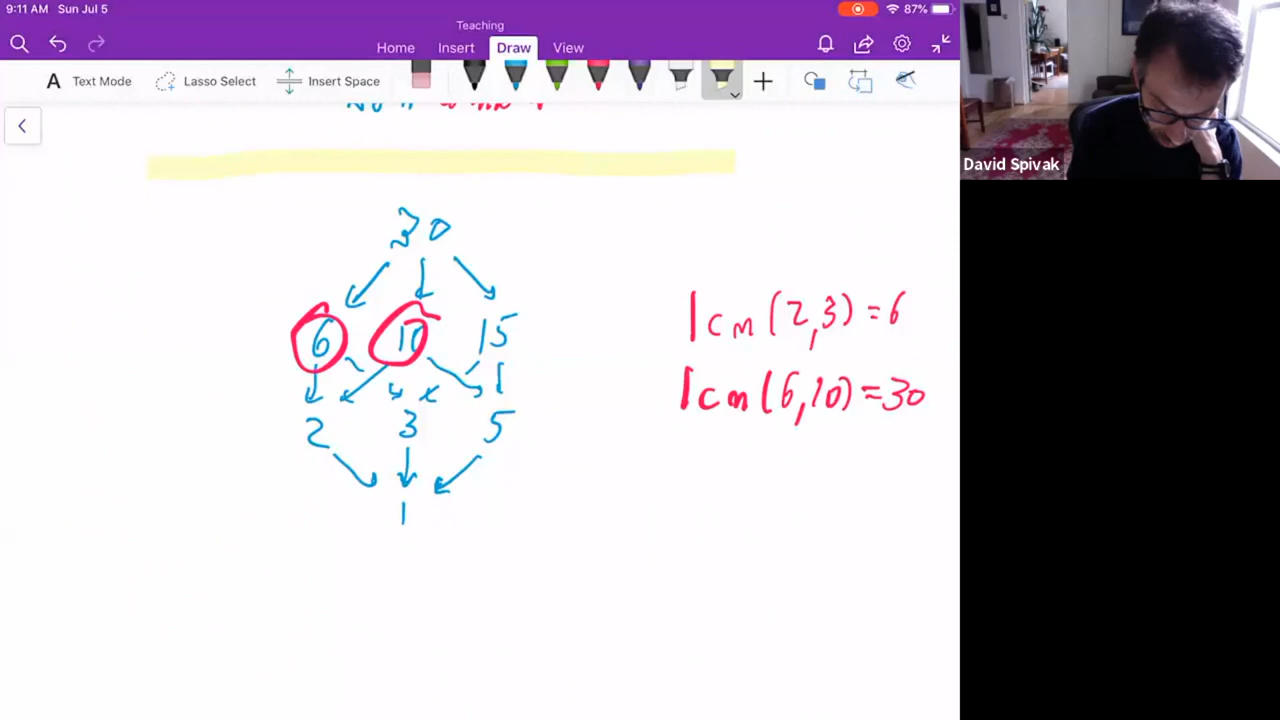 9:11 AM Sun Jul 5
87%
Teaching
Home Insert Draw View
A Text Mode Lasso Select Insert Space
David Spivak
30
6 10 15
2 3 5
1
lcm(2,3)=6
lcm(6,10)=30